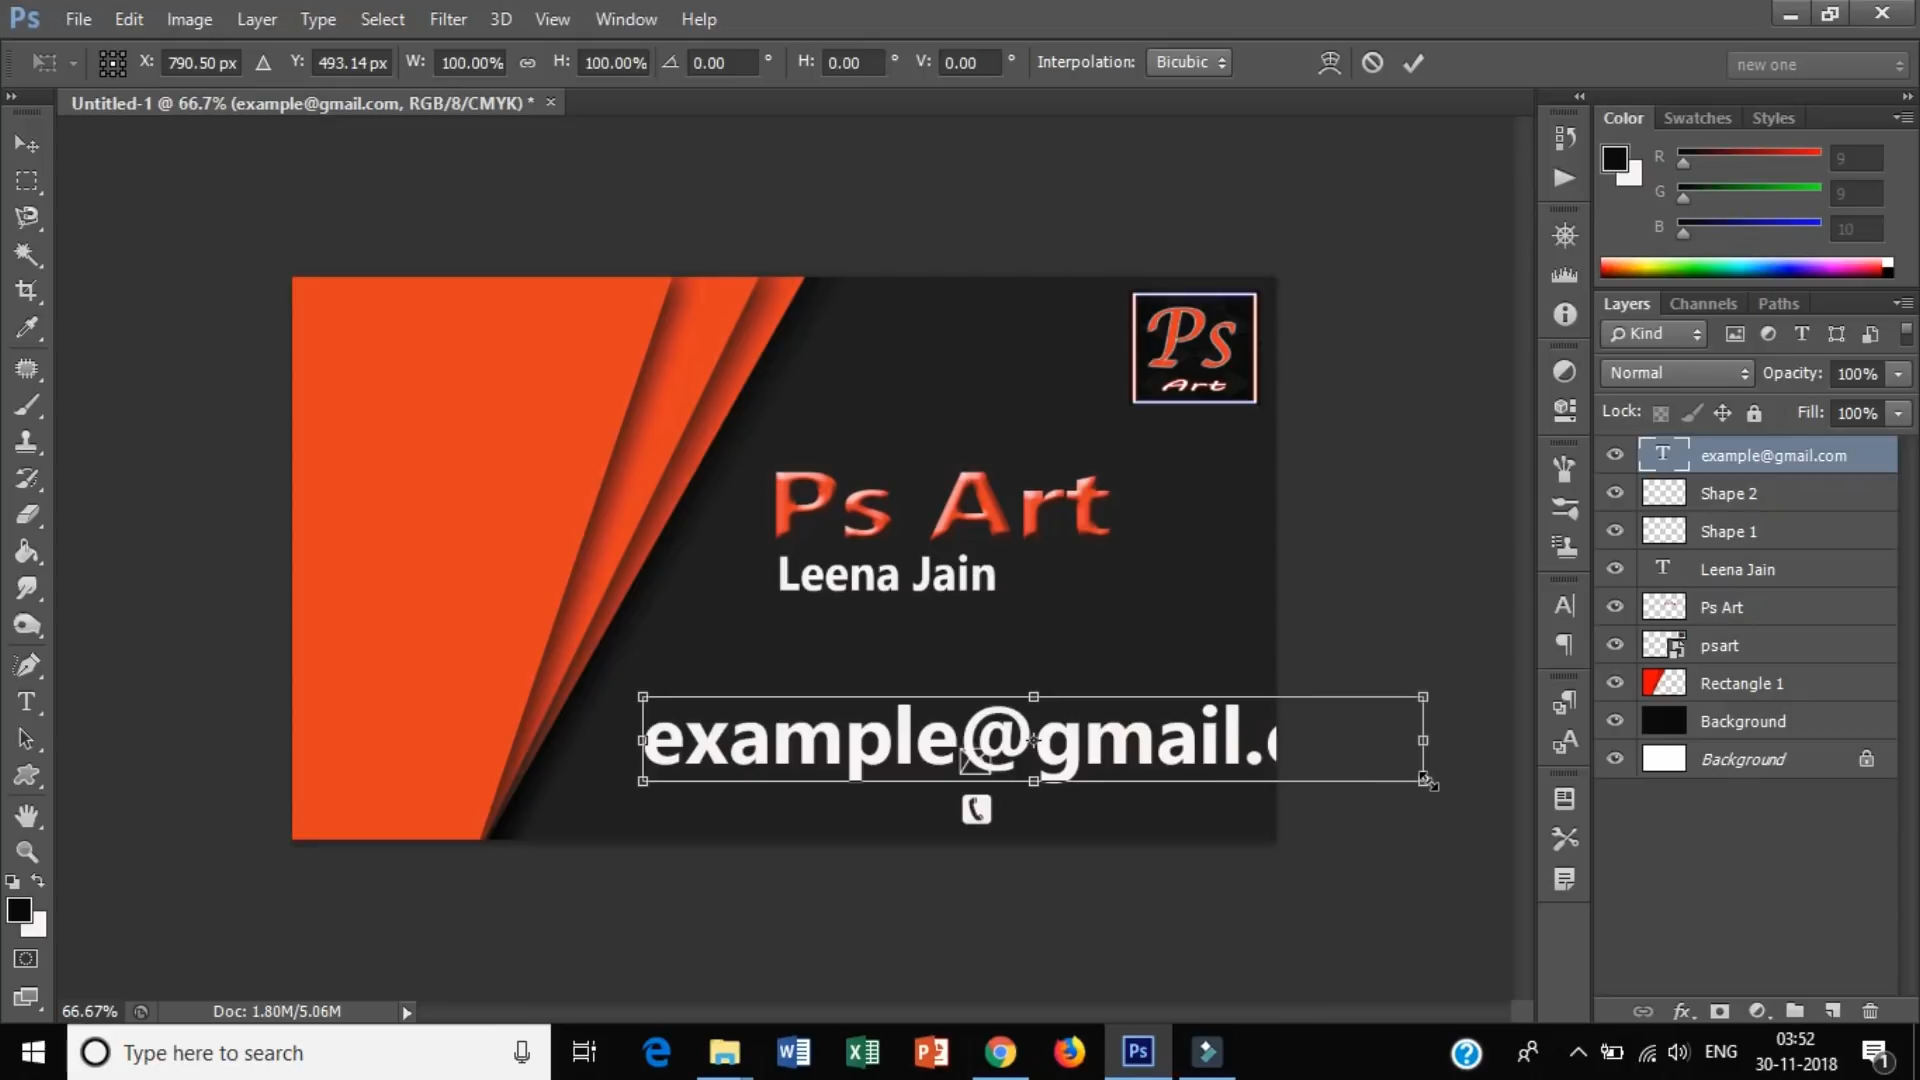 Ps File Edit Image Layer Type Select Filter 3D View Window Help
X: 790.50 px Y: 493.14 px W: 100.00% H: 100.00% 0.00 ° H: 0.00 ° V: 0.00 ° Interpolation: Bicubic new one
Untitled-1 @ 66.7% (example@gmail.com, RGB/8/CMYK) * ×
Color Swatches Styles
R 9
G 9
B 10
Layers Channels Paths
Kind
Normal Opacity: 100%
Lock: Fill: 100%
T example@gmail.com
Shape 2
Shape 1
T Leena Jain
Ps Art
psart
Rectangle 1
Background
Background
Ps
Art
Ps Art
Leena Jain
example@gmail.c
66.67% Doc: 1.80M/5.06M
Type here to search
ENG
03:52
30-11-2018
1